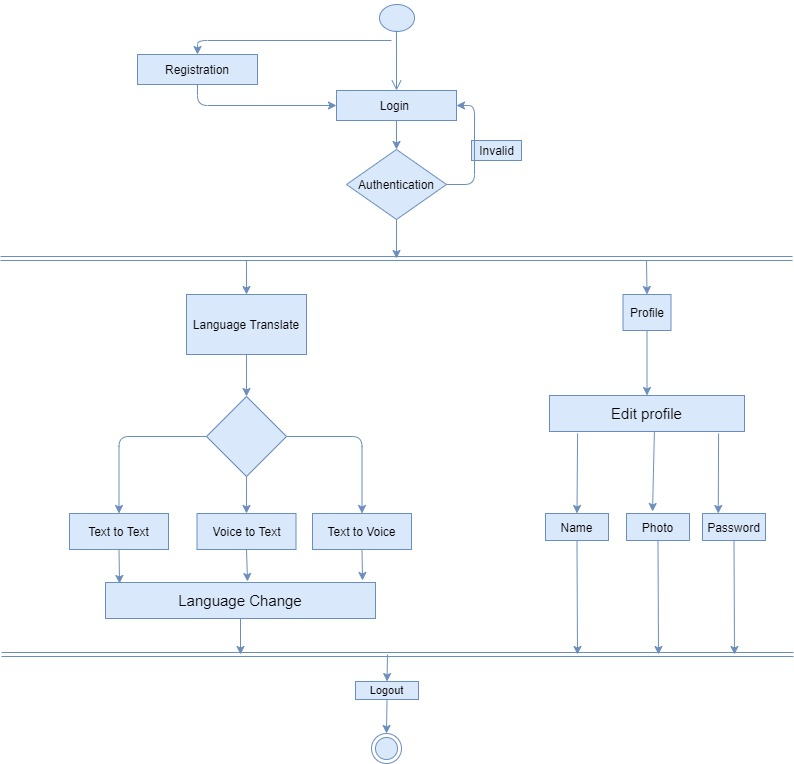 Registration
Login
Invalid
Authentication
Language Translate
Profile
Edit profile
Text to Text
Voice to Text
Text to Voice
Name
Photo
Password
Language Change
Logout